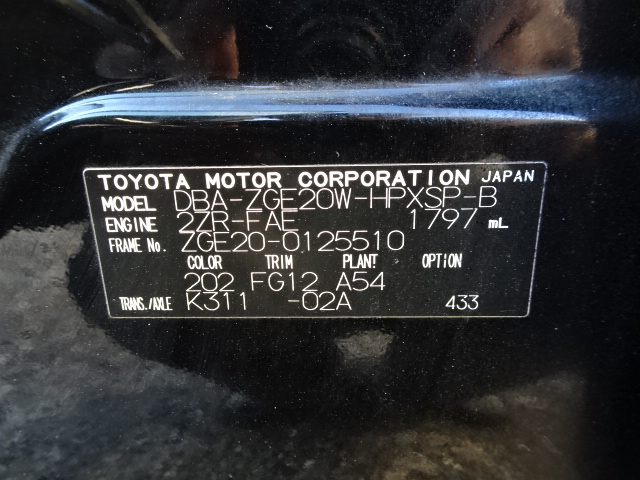 TOYOTA MOTOR CORPORATION JAPAN
MODEL DBA-ZGE20W-HPXSP-B
ENGINE 2ZR-FAE 1797 mL
FRAME No. ZGE20-0125510
COLOR TRIM PLANT OPTION
202 FG12 A54
TRANS./AXLE K311 -02A 433